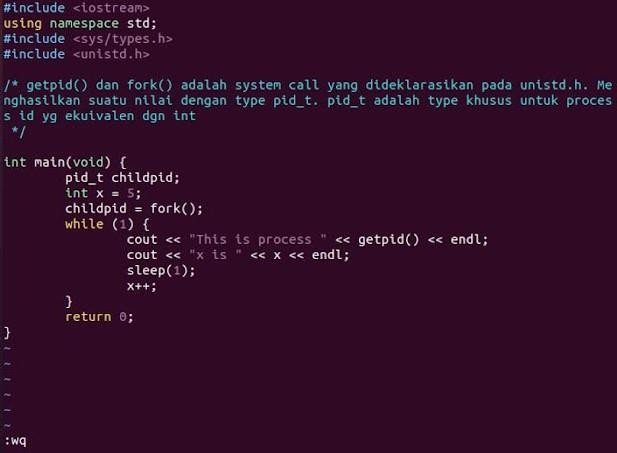 #include <iostream>
using namespace std;
#include <sys/types.h>
#include <unistd.h>

/* getpid() dan fork() adalah system call yang dideklarasikan pada unistd.h. Me
nghasilkan suatu nilai dengan type pid_t. pid_t adalah type khusus untuk proces
s id yg ekuivalen dgn int
 */

int main(void) {
        pid_t childpid;
        int x = 5;
        childpid = fork();
        while (1) {
                cout << "This is process " << getpid() << endl;
                cout << "x is " << x << endl;
                sleep(1);
                x++;
        }
        return 0;
}
~
~
~
~
~
~
:wq